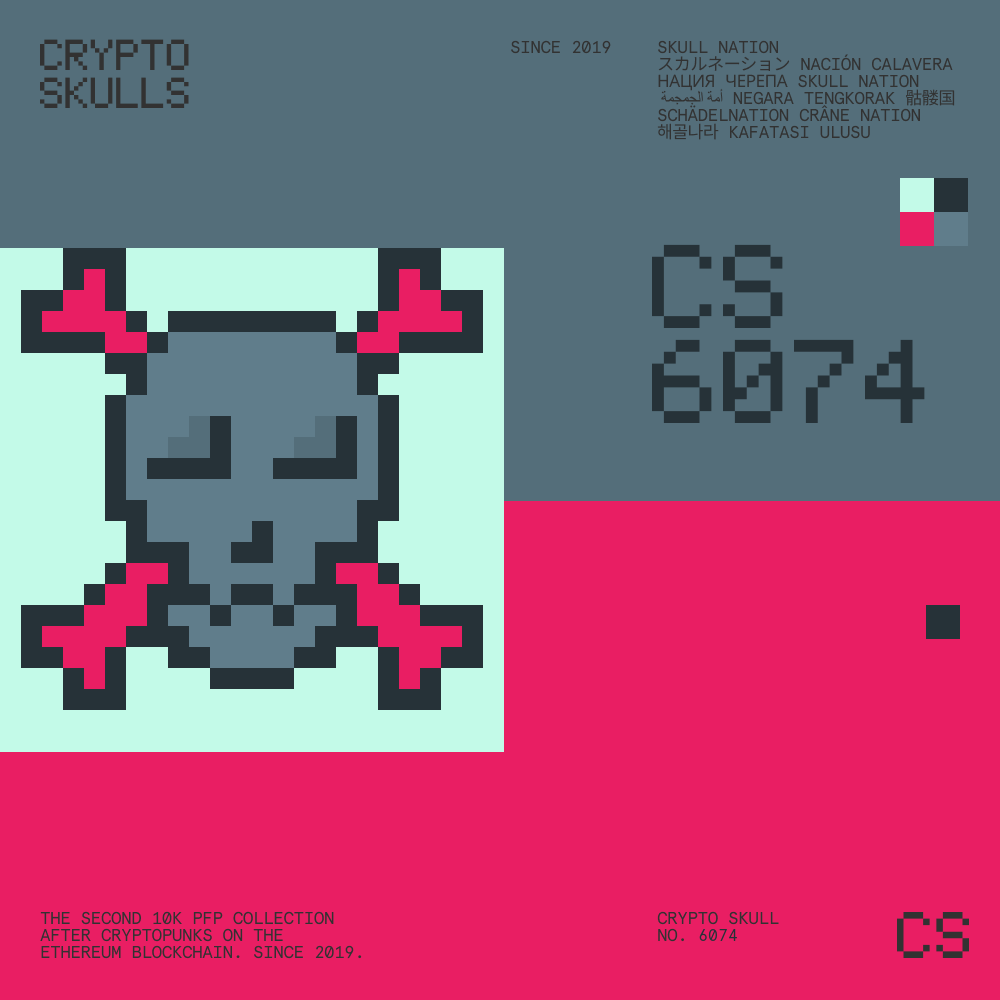 CRYPTO
SKULLS
SINCE 2019
SKULL NATION
スカルネーション NACIÓN CALAVERA
НАЦИЯ ЧЕРЕПА SKULL NATION
أمة الجمجمة NEGARA TENGKORAK 骷髅国
SCHÄDELNATION CRÂNE NATION
해골나라 KAFATASI ULUSU
CS
6074
THE SECOND 10K PFP COLLECTION
AFTER CRYPTOPUNKS ON THE
ETHEREUM BLOCKCHAIN. SINCE 2019.
CRYPTO SKULL
NO. 6074
CS